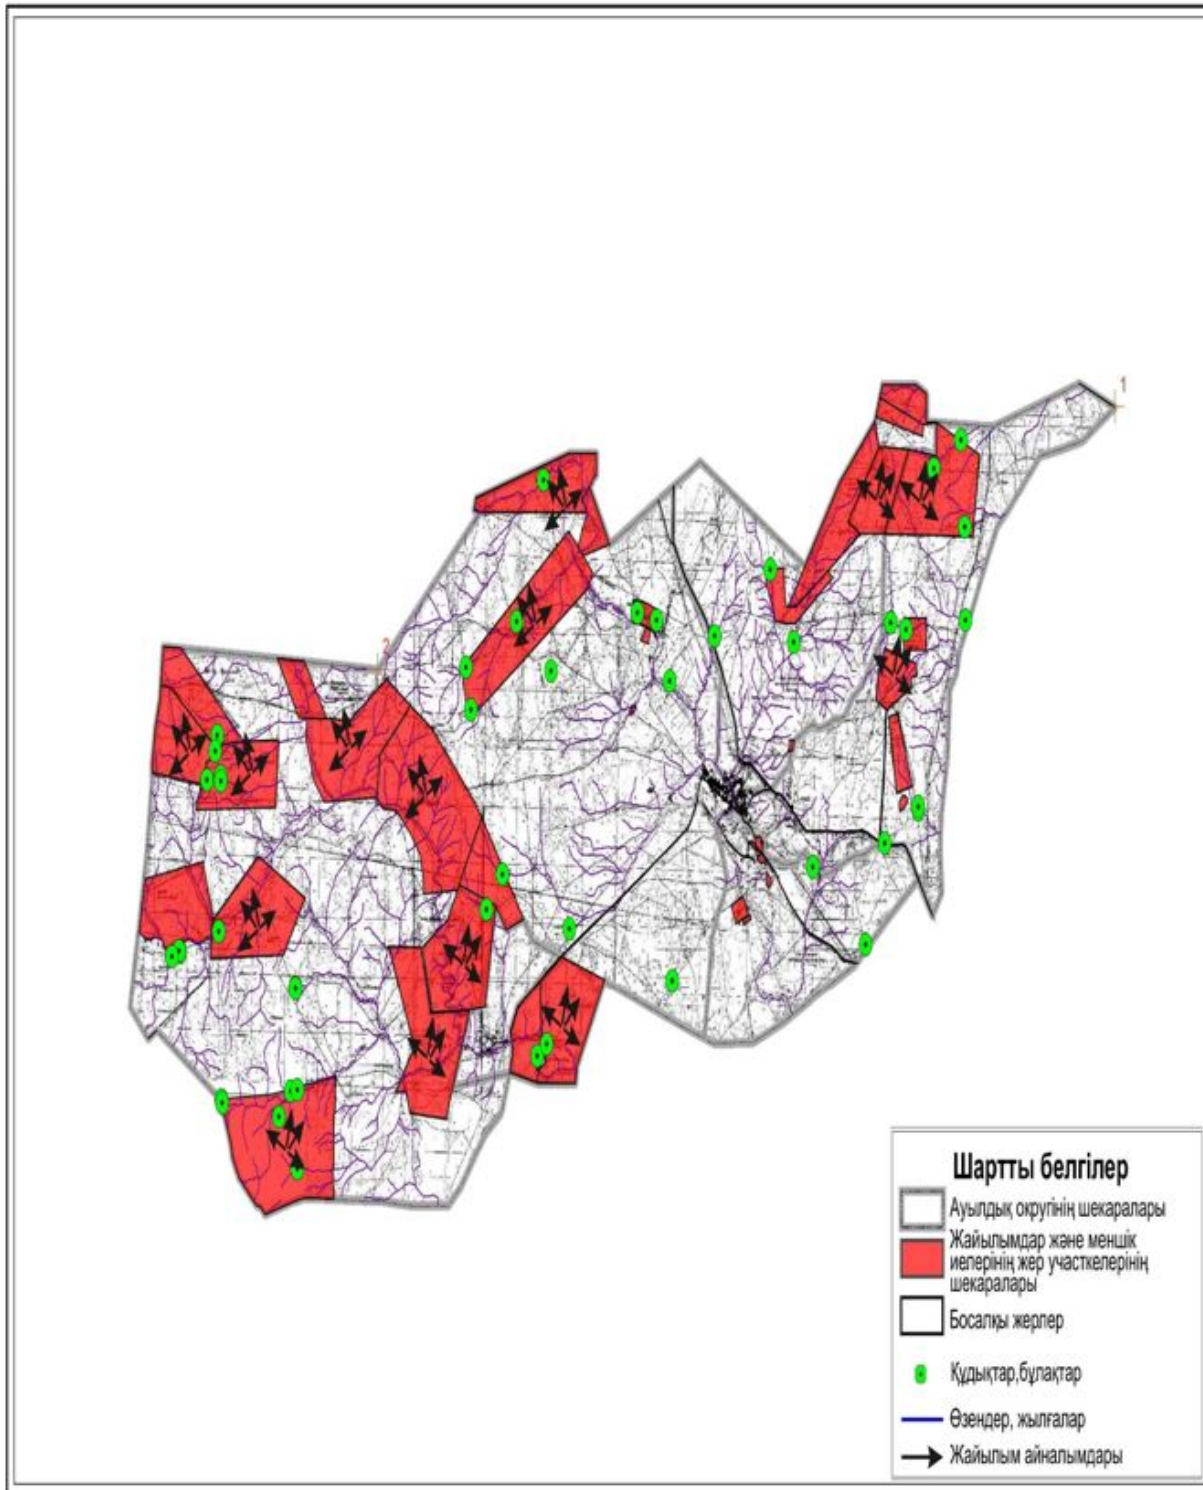 1
2
Шартты белгілер
Ауылдық округінің шекаралары
Жайылымдар және меншік
иелерінің жер участкелерінің
шекаралары
Босалқы жерлер
Құдықтар,бұлақтар
Өзендер, жылғалар
Жайылым айналымдары